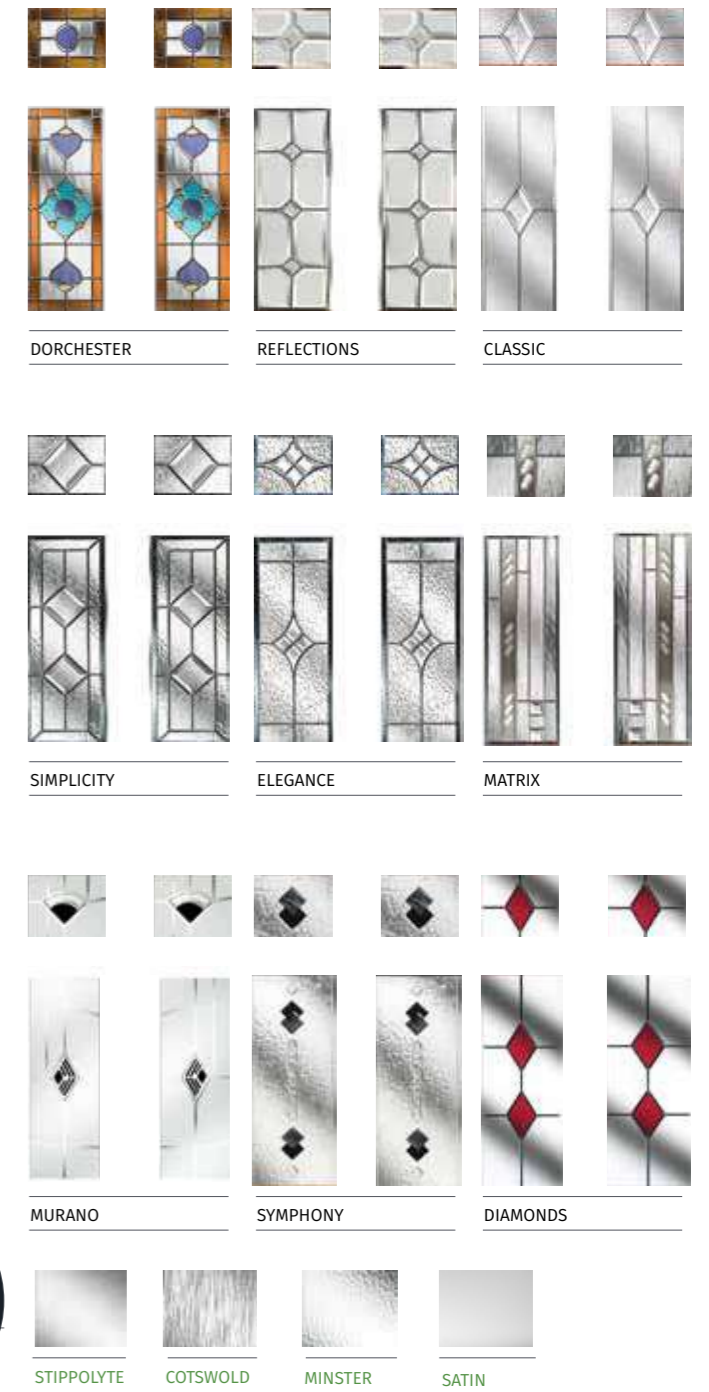 DORCHESTER
REFLECTIONS
CLASSIC
SIMPLICITY
ELEGANCE
MATRIX
MURANO
SYMPHONY
DIAMONDS
STIPPOLYTE
COTSWOLD
MINSTER
SATIN